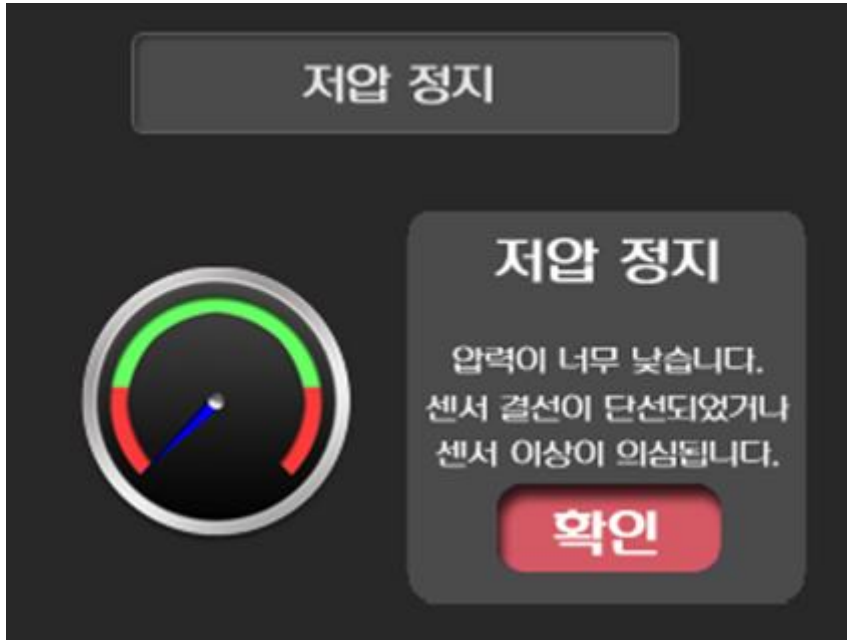 저압 정지
저압 정지
압력이 너무 낮습니다.
센서 결선이 단선되었거나
센서 이상이 의심됩니다.
확인